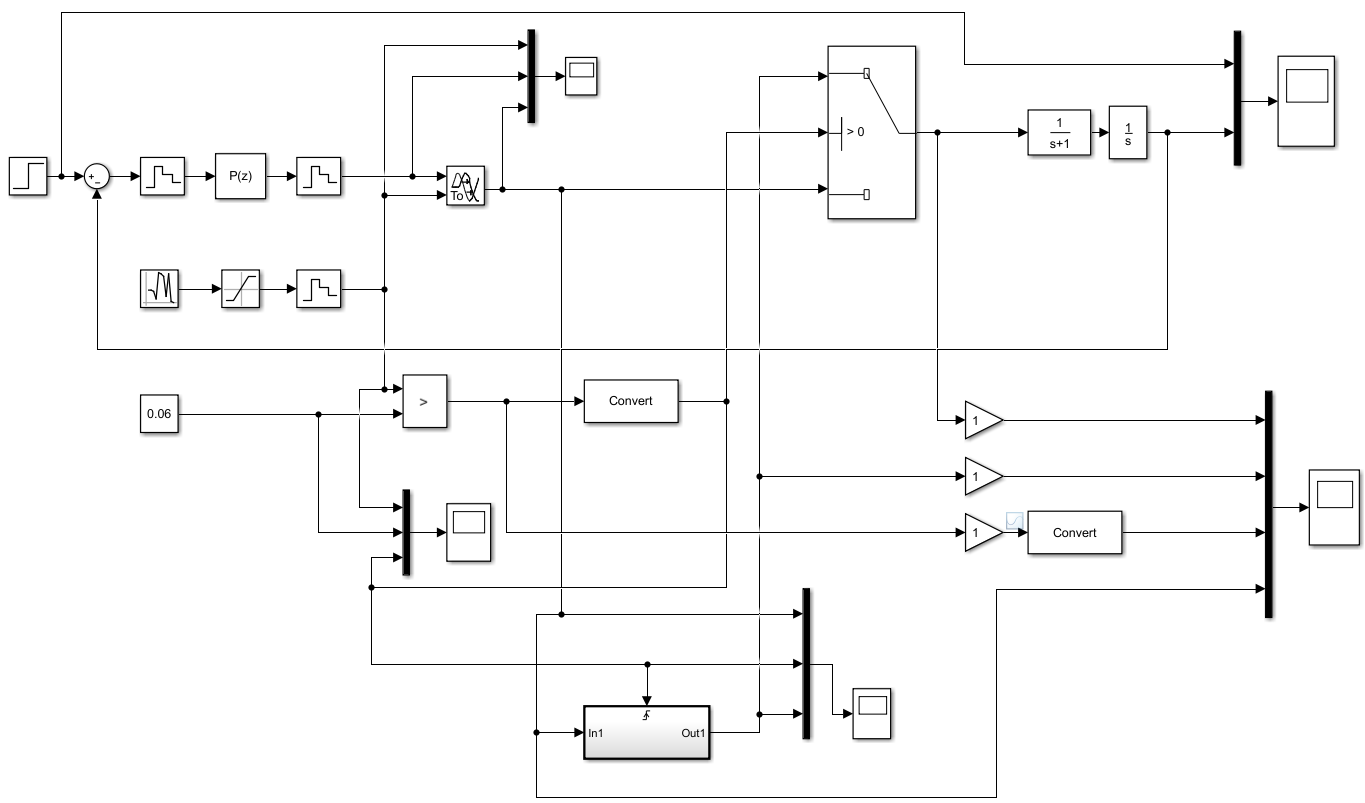 > 0
1
s+1
1
s
+
−
P(z)
To
0.06
>
Convert
1
1
1
Convert
In1
Out1